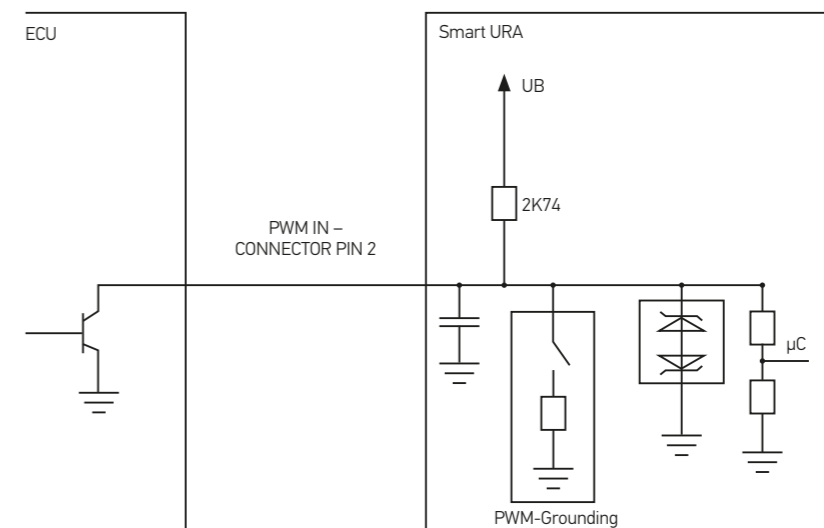 ECU
Smart URA
UB
2K74
PWM IN –
CONNECTOR PIN 2
µC
PWM-Grounding